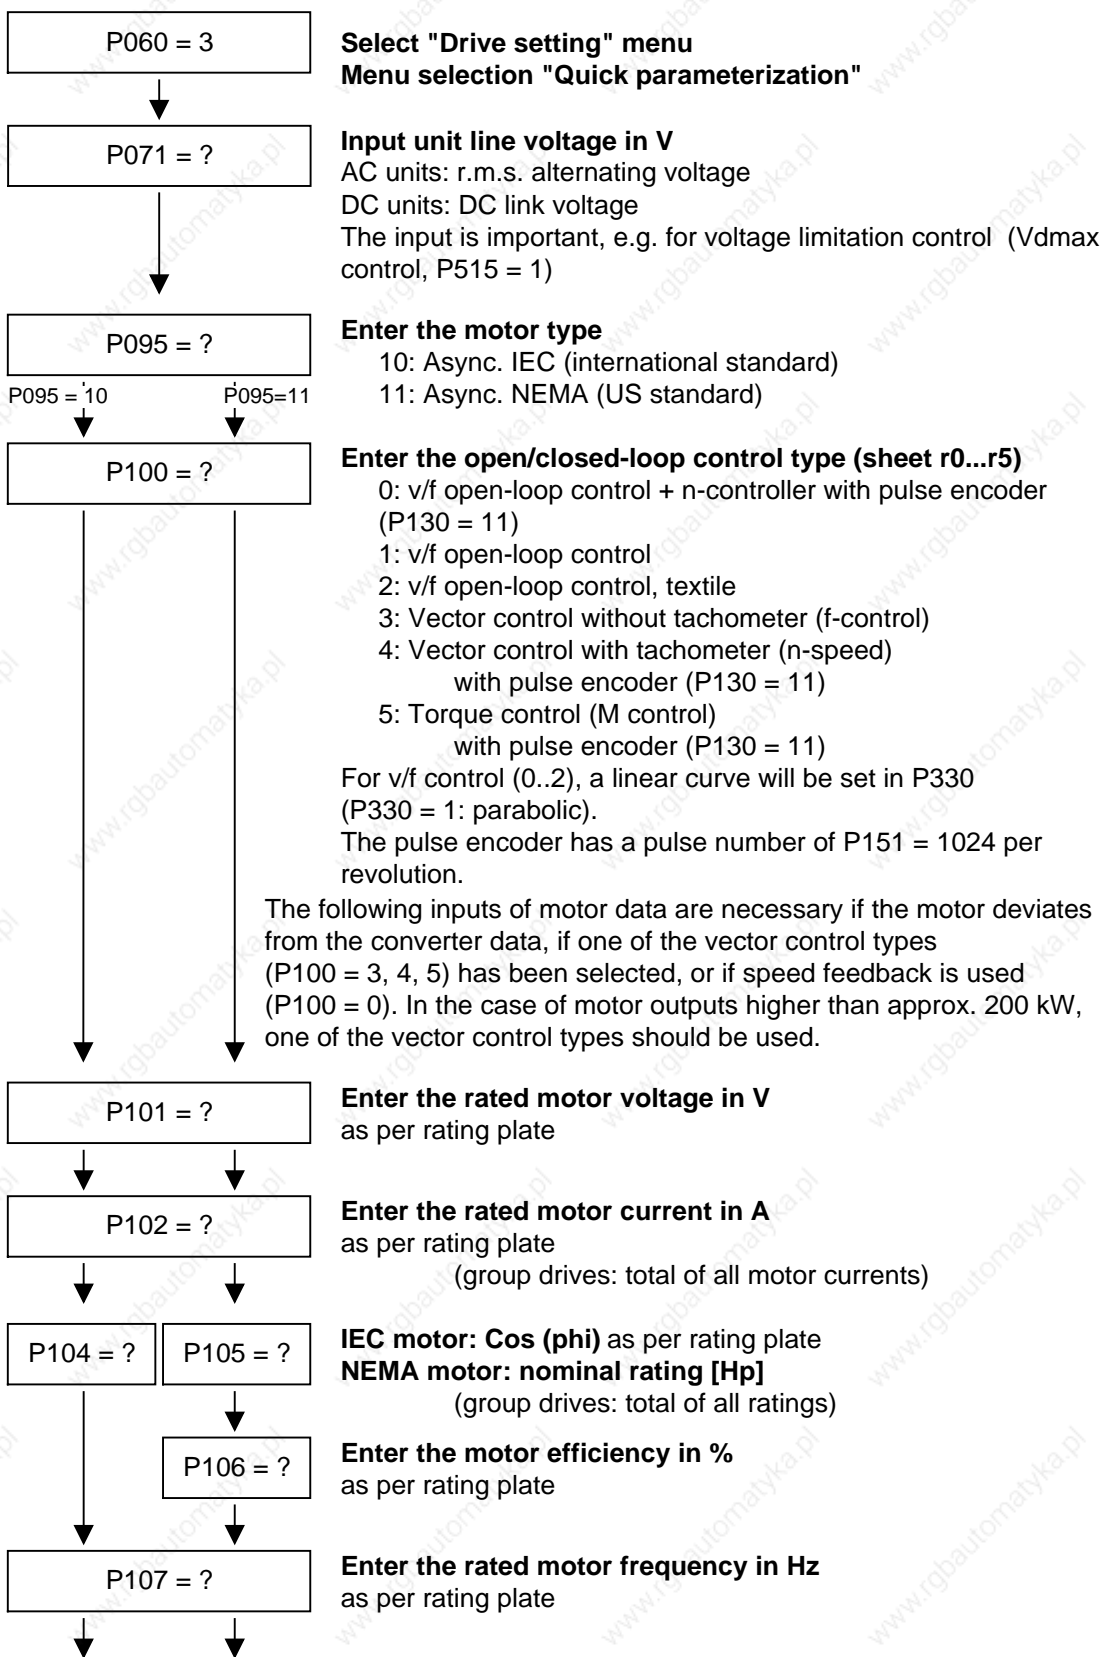 P060 = 3
Select "Drive setting" menu
Menu selection "Quick parameterization"
P071 = ?
Input unit line voltage in V
AC units: r.m.s. alternating voltage
DC units: DC link voltage
The input is important, e.g. for voltage limitation control (Vdmax
control, P515 = 1)
P095 = ?
Enter the motor type
10: Async. IEC (international standard)
11: Async. NEMA (US standard)
P095 = 10
P095=11
P100 = ?
Enter the open/closed-loop control type (sheet r0...r5)
0: v/f open-loop control + n-controller with pulse encoder
(P130 = 11)
1: v/f open-loop control
2: v/f open-loop control, textile
3: Vector control without tachometer (f-control)
4: Vector control with tachometer (n-speed)
with pulse encoder (P130 = 11)
5: Torque control (M control)
with pulse encoder (P130 = 11)
For v/f control (0..2), a linear curve will be set in P330
(P330 = 1: parabolic).
The pulse encoder has a pulse number of P151 = 1024 per
revolution.
The following inputs of motor data are necessary if the motor deviates
from the converter data, if one of the vector control types
(P100 = 3, 4, 5) has been selected, or if speed feedback is used
(P100 = 0). In the case of motor outputs higher than approx. 200 kW,
one of the vector control types should be used.
P101 = ?
Enter the rated motor voltage in V
as per rating plate
P102 = ?
Enter the rated motor current in A
as per rating plate
(group drives: total of all motor currents)
P104 = ?
P105 = ?
IEC motor: Cos (phi) as per rating plate
NEMA motor: nominal rating [Hp]
(group drives: total of all ratings)
P106 = ?
Enter the motor efficiency in %
as per rating plate
P107 = ?
Enter the rated motor frequency in Hz
as per rating plate
www.rgbautomatyka.pl